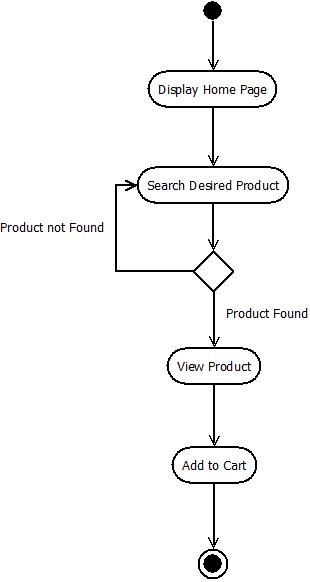 Display Home Page
Search Desired Product
Product not Found
Product Found
View Product
Add to Cart